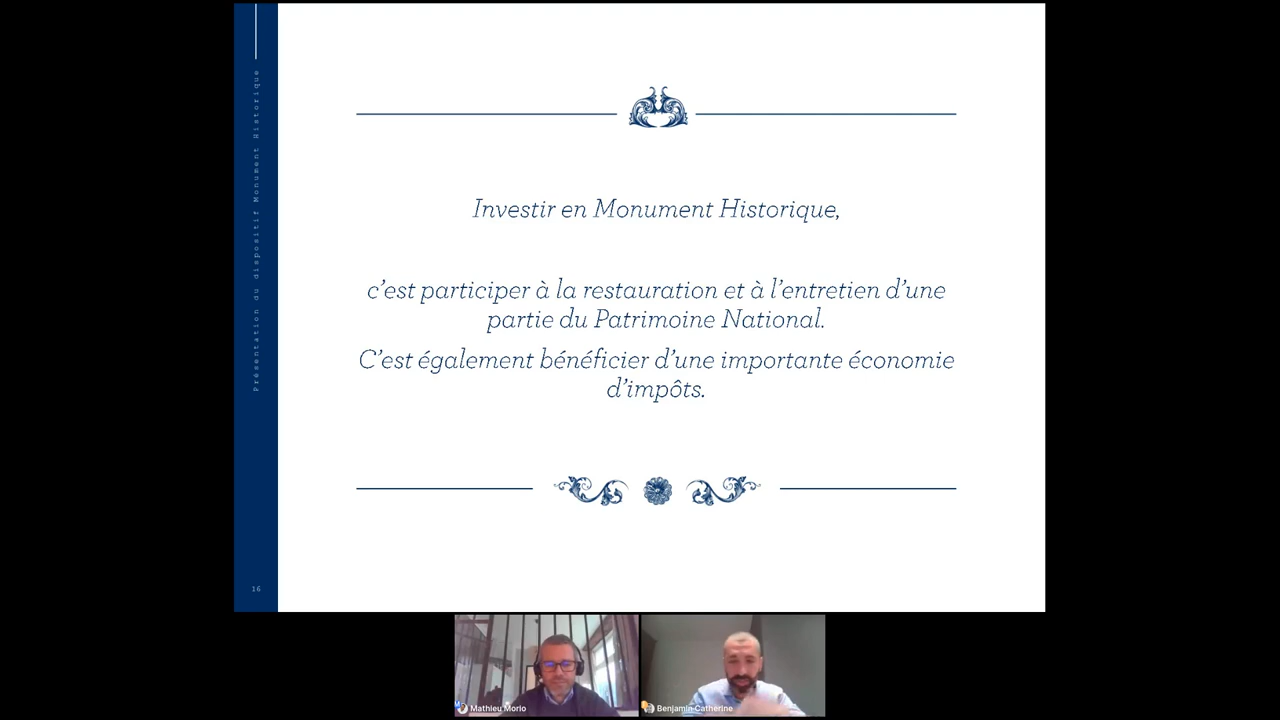 Présentation du dispositif Monument Historique
Investir en Monument Historique,
c’est participer à la restauration et à l’entretien d’une
partie du Patrimoine National.
C’est également bénéficier d’une importante économie
d’impôts.
16
Mathieu Morio
Benjamin Catherine